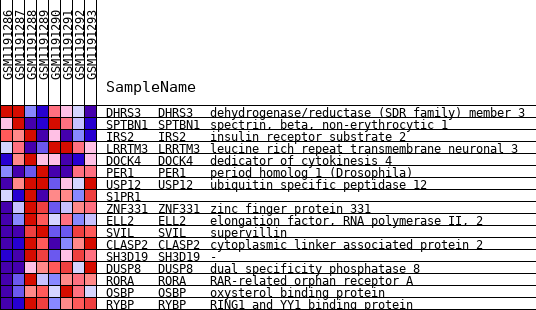 GSM1191286
GSM1191287
GSM1191288
GSM1191289
GSM1191290
GSM1191291
GSM1191292
GSM1191293
SampleName
DHRS3 DHRS3 dehydrogenase/reductase (SDR family) member 3
SPTBN1 SPTBN1 spectrin, beta, non-erythrocytic 1
IRS2 IRS2 insulin receptor substrate 2
LRRTM3 LRRTM3 leucine rich repeat transmembrane neuronal 3
DOCK4 DOCK4 dedicator of cytokinesis 4
PER1 PER1 period homolog 1 (Drosophila)
USP12 USP12 ubiquitin specific peptidase 12
S1PR1
ZNF331 ZNF331 zinc finger protein 331
ELL2 ELL2 elongation factor, RNA polymerase II, 2
SVIL SVIL supervillin
CLASP2 CLASP2 cytoplasmic linker associated protein 2
SH3D19 SH3D19 -
DUSP8 DUSP8 dual specificity phosphatase 8
RORA RORA RAR-related orphan receptor A
OSBP OSBP oxysterol binding protein
RYBP RYBP RING1 and YY1 binding protein